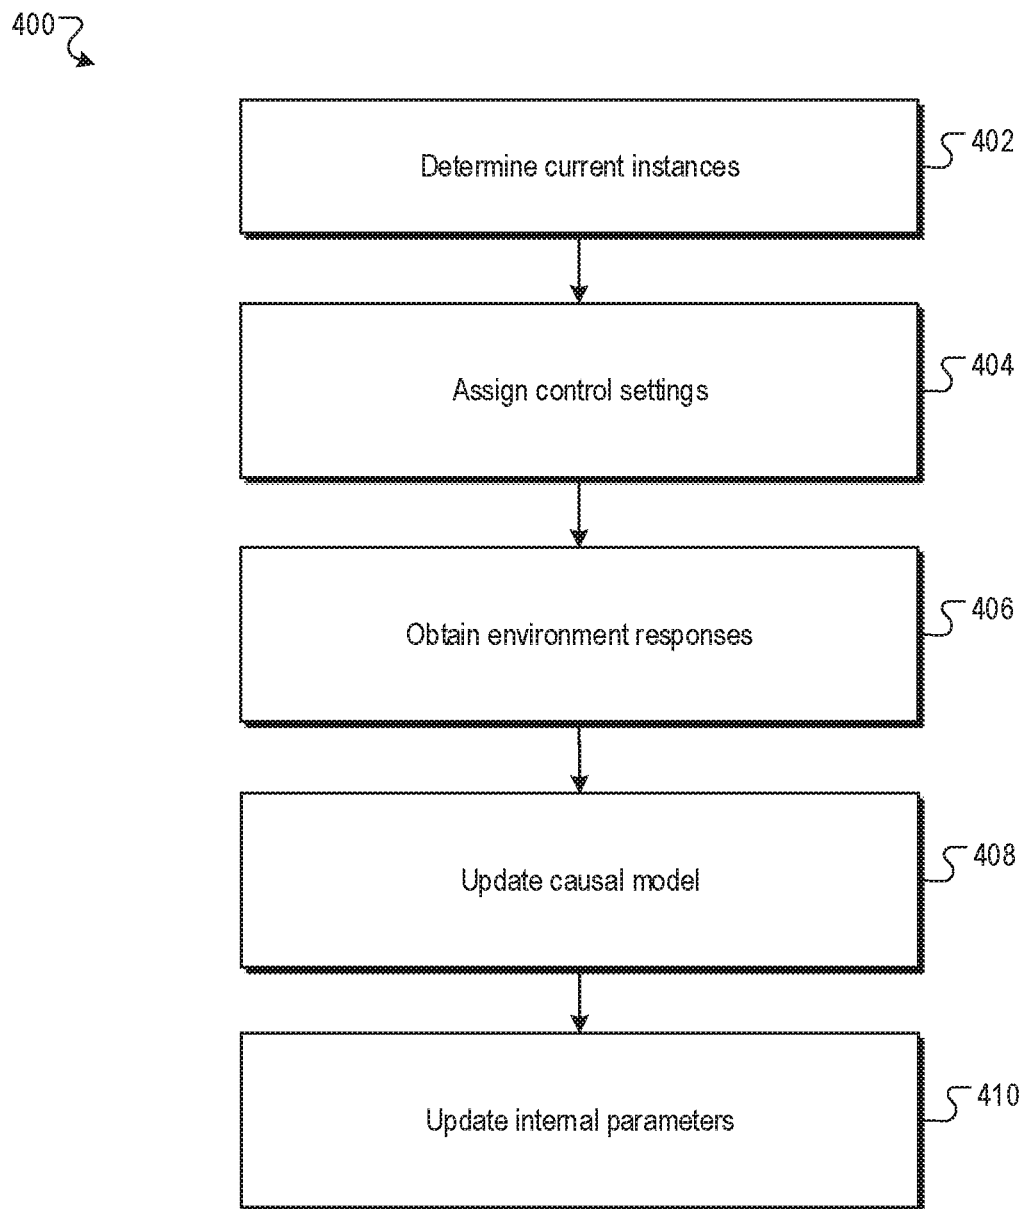 400
Determine current instances
402
Assign control settings
404
Obtain environment responses
406
Update causal model
408
Update internal parameters
410